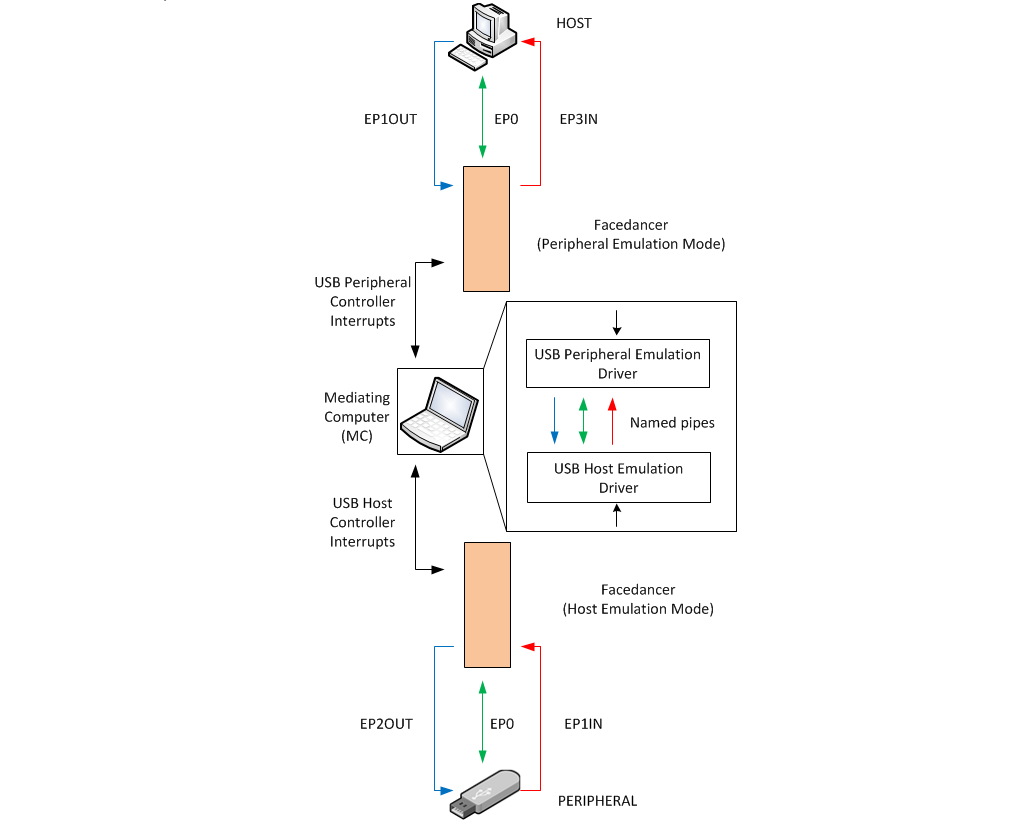 HOST
EP1OUT
EP0
EP3IN
Facedancer
(Peripheral Emulation Mode)
USB Peripheral
Controller
Interrupts
USB Peripheral Emulation
Driver
Mediating
Computer
(MC)
Named pipes
USB Host Emulation
Driver
USB Host
Controller
Interrupts
Facedancer
(Host Emulation Mode)
EP2OUT
EP0
EP1IN
PERIPHERAL